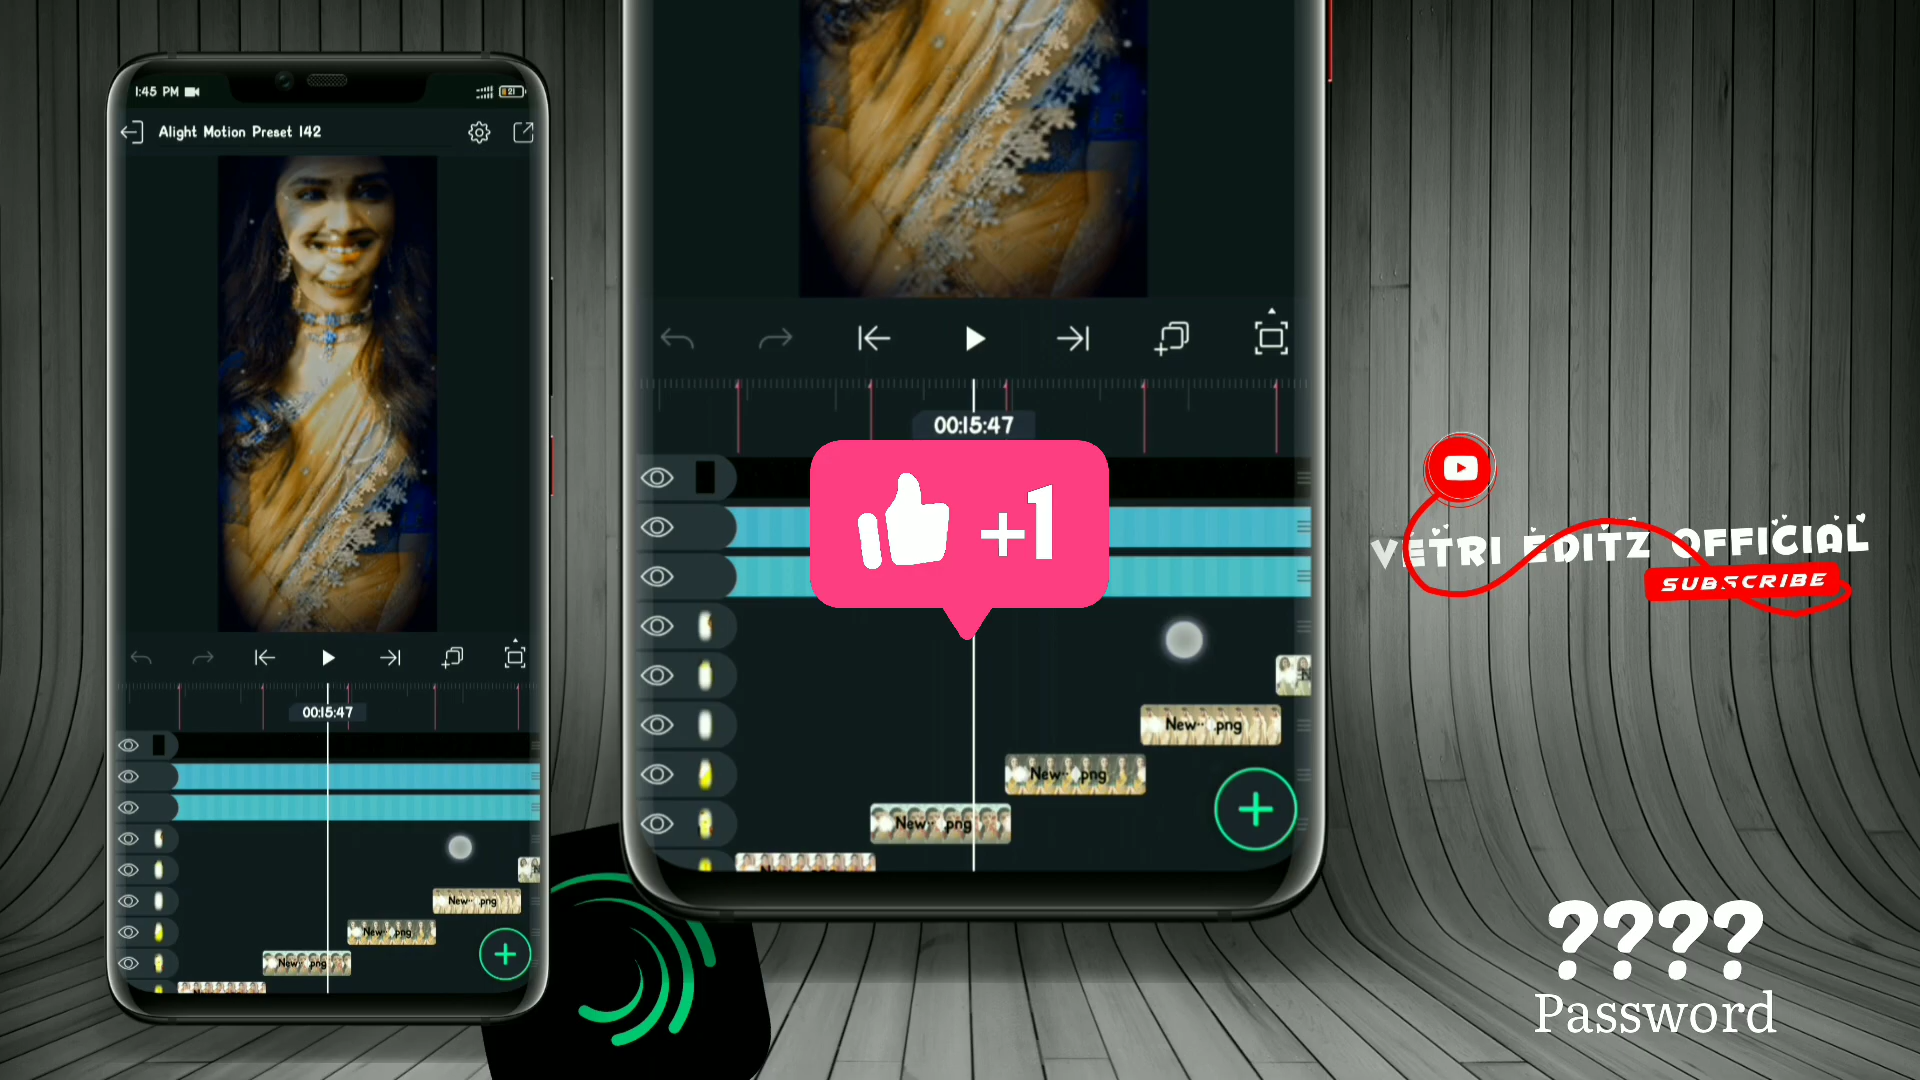 1:45 PM
21
Alight Motion Preset 142
00:15:47
New·· .png
New·· .png
New·· .png
00:15:47
+1
New·· .png
New·· .png
New·· .png
VETRI EDITZ OFFICIAL
SUBSCRIBE
????
Password